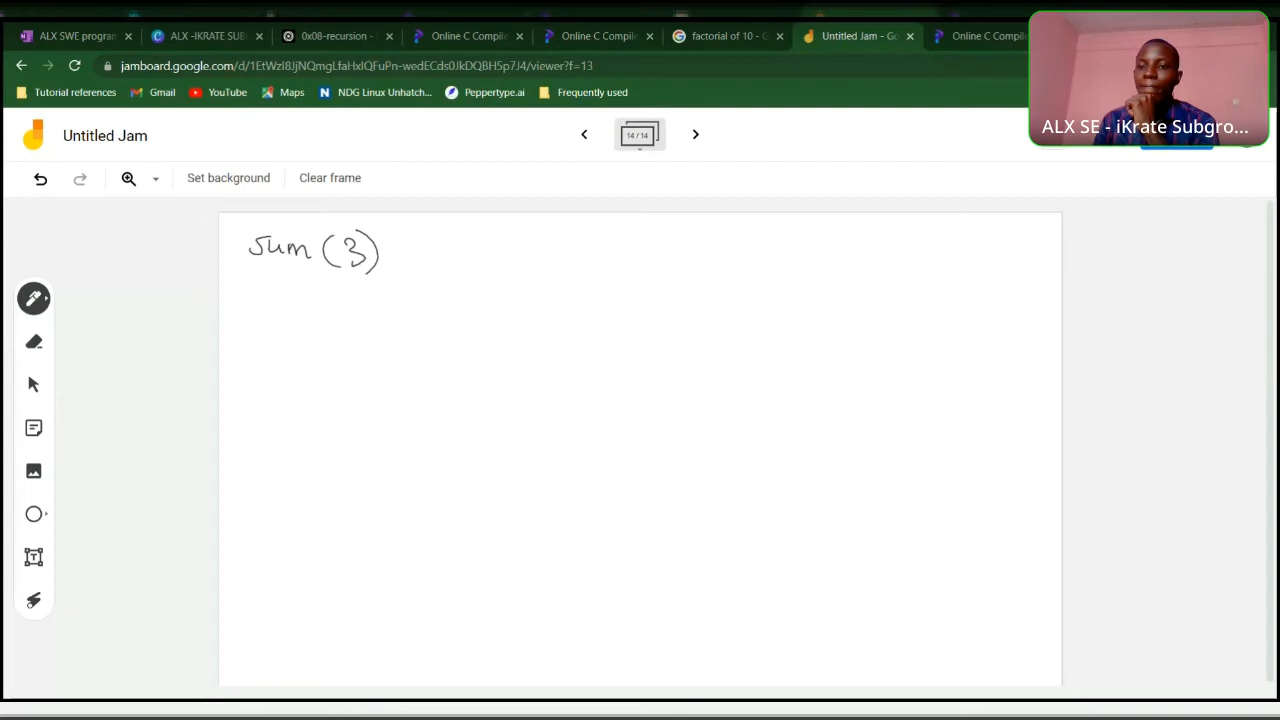 ALX SWE program
ALX -IKRATE SUB
0x08-recursion -
Online C Compile
Online C Compile
factorial of 10 - G
Untitled Jam - Go
Online C Compil
jamboard.google.com/d/1EtWzI8JjNQmgLfaHxIQFuPn-wedECds0JkDQBH5p7J4/viewer?f=13
Tutorial references
Gmail
YouTube
Maps
NDG Linux Unhatch...
Peppertype.ai
Frequently used
ALX SE - iKrate Subgro...
Untitled Jam
14 / 14
Set background
Clear frame
sum (3)